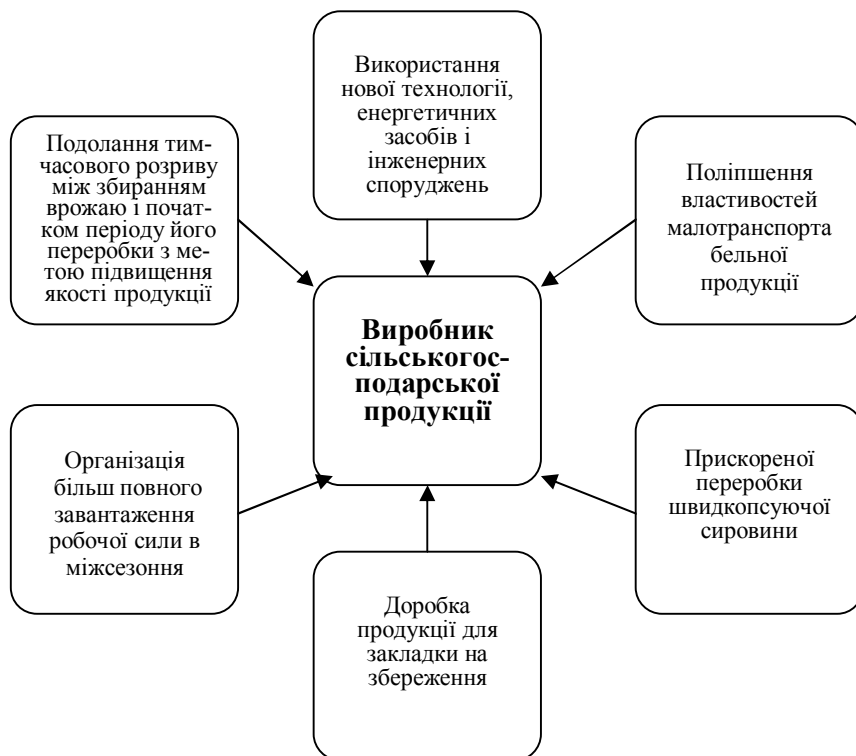 Використання
нової технології,
енергетичних
засобів і
інженерних
споруджень
Подолання тим-
часового розриву
між збиранням
врожаю і почат-
ком періоду його
переробки з ме-
тою підвищення
якості продукції
Поліпшення
властивостей
малотранспорта
бельної
продукції
Виробник
сільськогос-
подарської
продукції
Організація
більш повного
завантаження
робочої сили в
міжсезоння
Прискореної
переробки
швидкопсуючої
сировини
Доробка
продукції для
закладки на
збереження